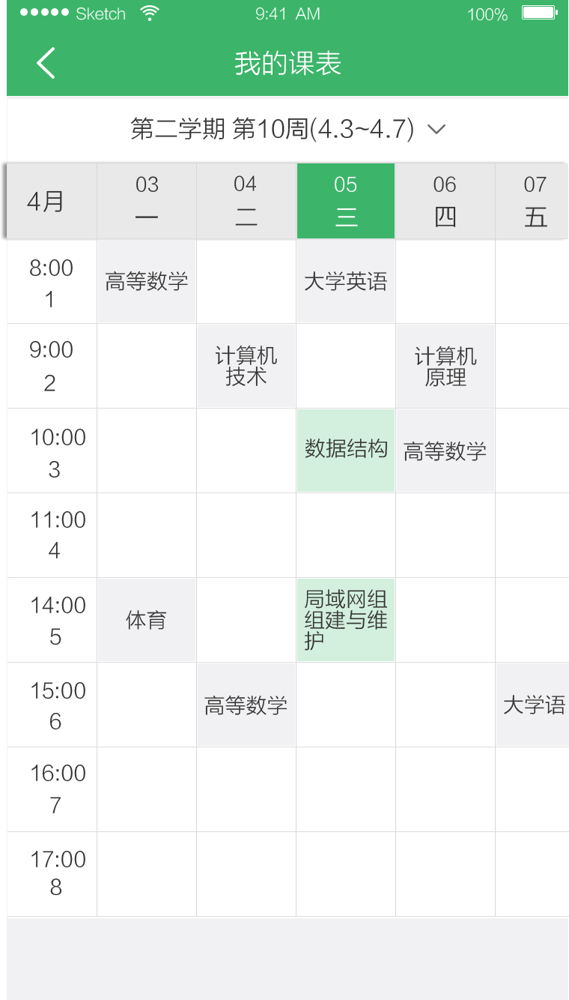 Sketch 9:41 AM 100%
我的课表
第二学期 第10周(4.3~4.7)
4月
03
一
04
二
05
三
06
四
07
五
8:00
1
高等数学
大学英语
9:00
2
计算机
技术
计算机
原理
10:00
3
数据结构
高等数学
11:00
4
14:00
5
体育
局域网组
组建与维
护
15:00
6
高等数学
大学语
16:00
7
17:00
8